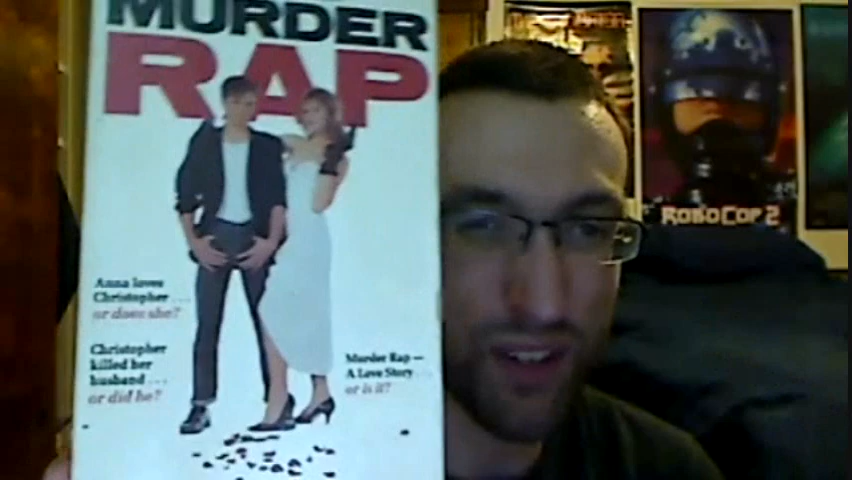 MURDER
RAP
Anna loves
Christopher ...
or does she?
Christopher
killed her
husband ...
or did he?
Murder Rap —
A Love Story ...
or is it?
ROBOCOP 2